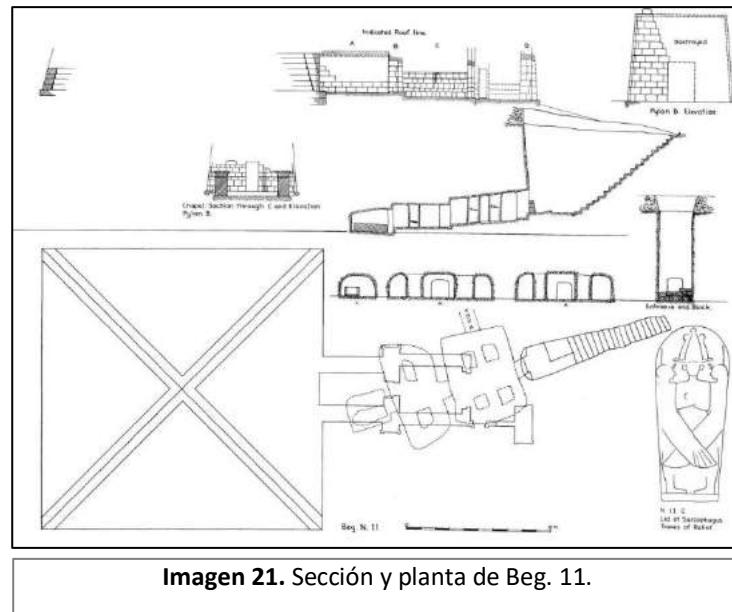 Indicated Roof line
A
B
C
D
Destroyed
Pylon B. Elevation
Chapel. Section through C and Elevation
Pylon B.
Entrance and Block.
Beg. N. 11
N. 11 C
Lid of Sarcophagus
Traces of Relief
Imagen 21. Sección y planta de Beg. 11.